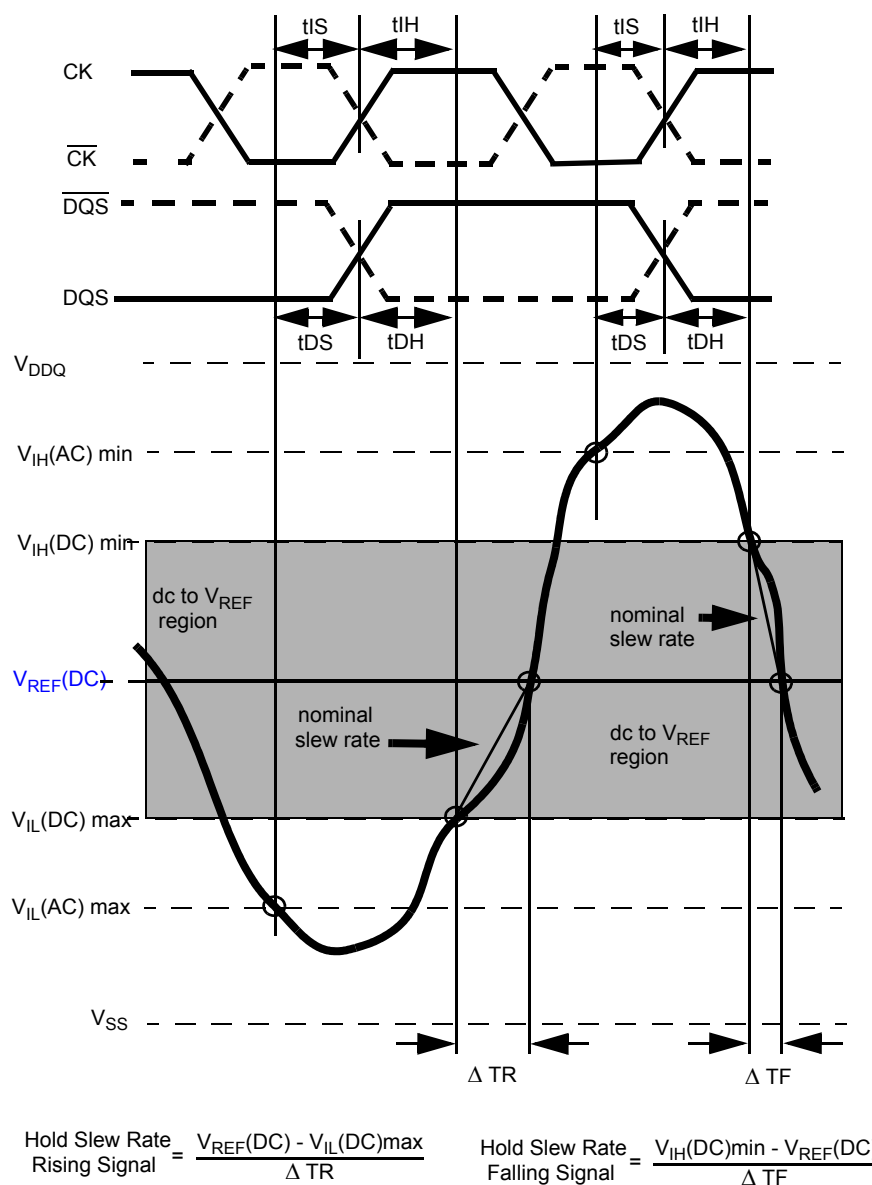 tIS tIH tIS tIH
CK
CK
DQS
DQS
tDS tDH tDS tDH
VDDQ
VIH(AC) min
VIH(DC) min
dc to VREF
region
nominal
slew rate
VREF(DC)
nominal
slew rate
dc to VREF
region
VIL(DC) max
VIL(AC) max
VSS
Δ TR Δ TF
Hold Slew Rate
Rising Signal
= VREF(DC) - VIL(DC)max
Δ TR
Hold Slew Rate
Falling Signal
= VIH(DC)min - VREF(DC
Δ TF